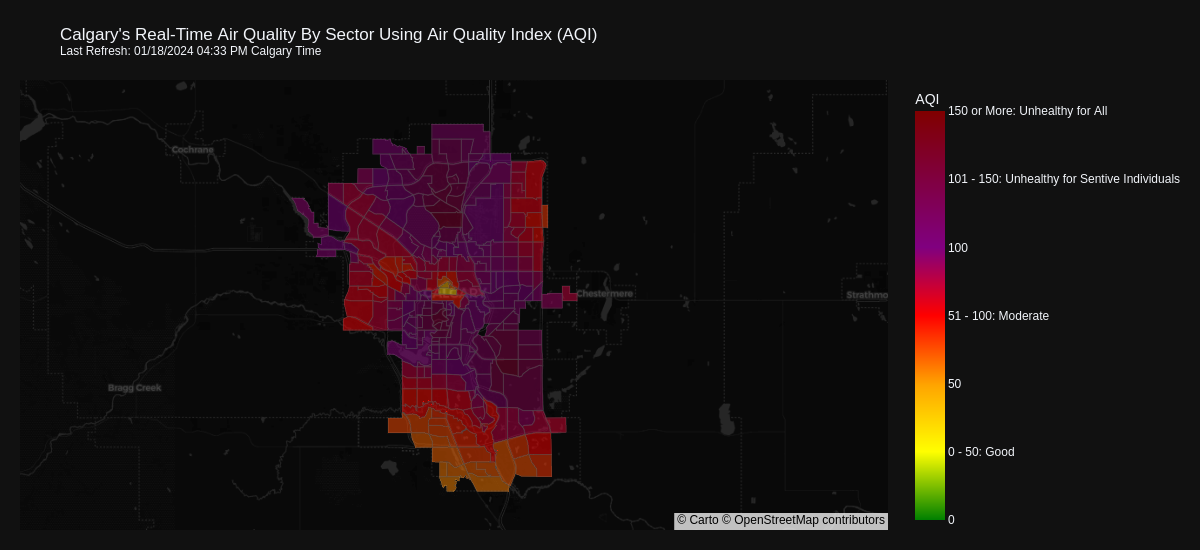 Calgary's Real-Time Air Quality By Sector Using Air Quality Index (AQI)
Last Refresh: 01/18/2024 04:33 PM Calgary Time
AQI
150 or More: Unhealthy for All
Cochrane
101 - 150: Unhealthy for Sentive Individuals
100
CALGARY
Chestermere
Strathmo
51 - 100: Moderate
50
Bragg Creek
0 - 50: Good
0
© Carto © OpenStreetMap contributors